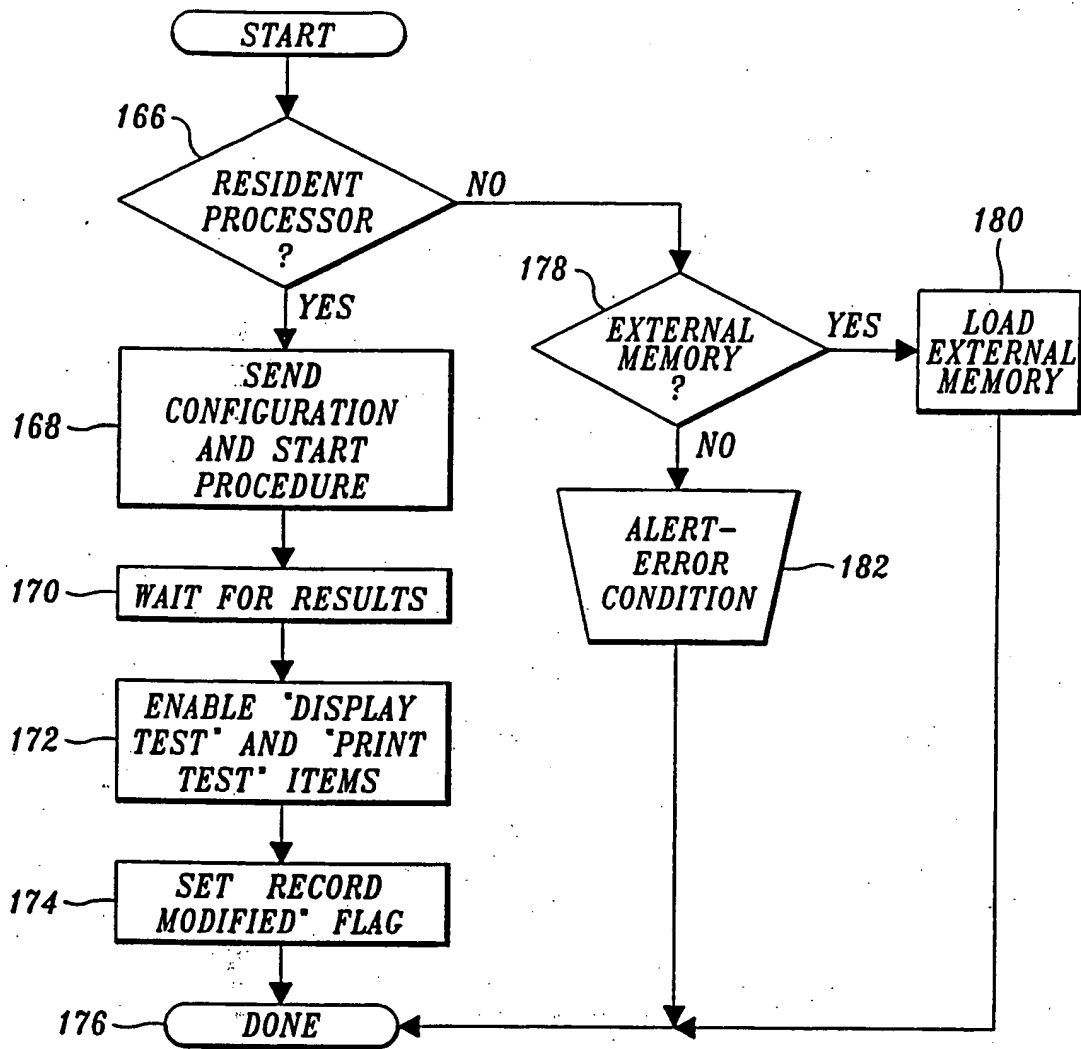 START
166
RESIDENT
PROCESSOR
?
NO
YES
178
EXTERNAL
MEMORY
?
YES
NO
180
LOAD
EXTERNAL
MEMORY
168
SEND
CONFIGURATION
AND START
PROCEDURE
ALERT-
ERROR
CONDITION
182
170
WAIT FOR RESULTS
172
ENABLE "DISPLAY
TEST" AND "PRINT
TEST" ITEMS
174
SET RECORD
MODIFIED" FLAG
176
DONE